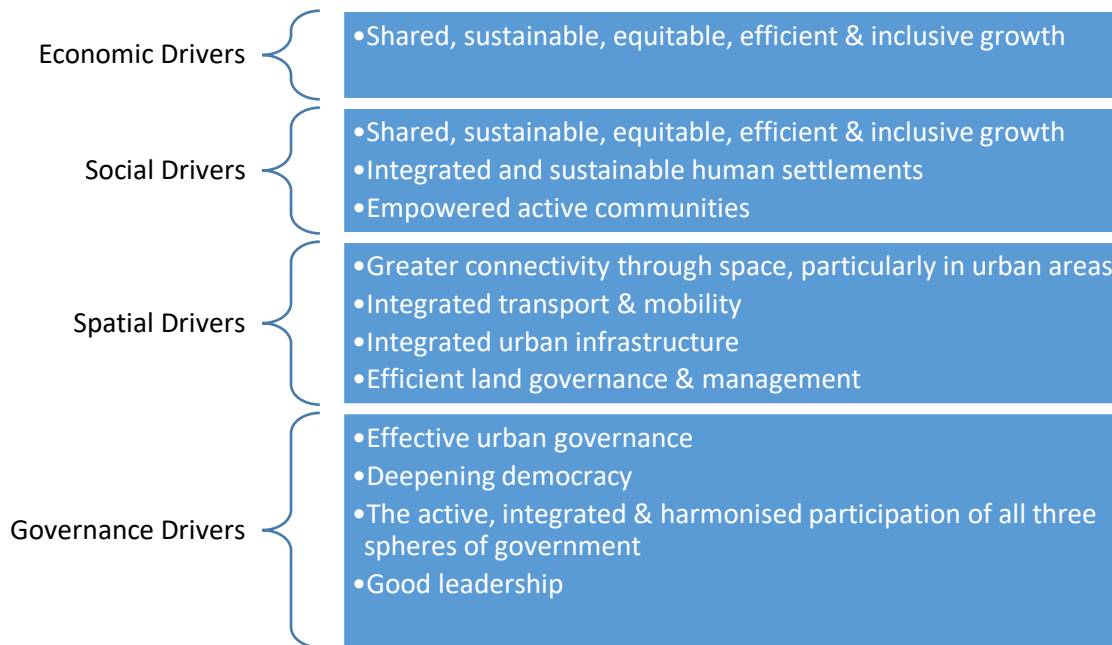 Economic Drivers
•Shared, sustainable, equitable, efficient & inclusive growth
Social Drivers
•Shared, sustainable, equitable, efficient & inclusive growth
•Integrated and sustainable human settlements
•Empowered active communities
Spatial Drivers
•Greater connectivity through space, particularly in urban areas
•Integrated transport & mobility
•Integrated urban infrastructure
•Efficient land governance & management
Governance Drivers
•Effective urban governance
•Deepening democracy
•The active, integrated & harmonised participation of all three
spheres of government
•Good leadership